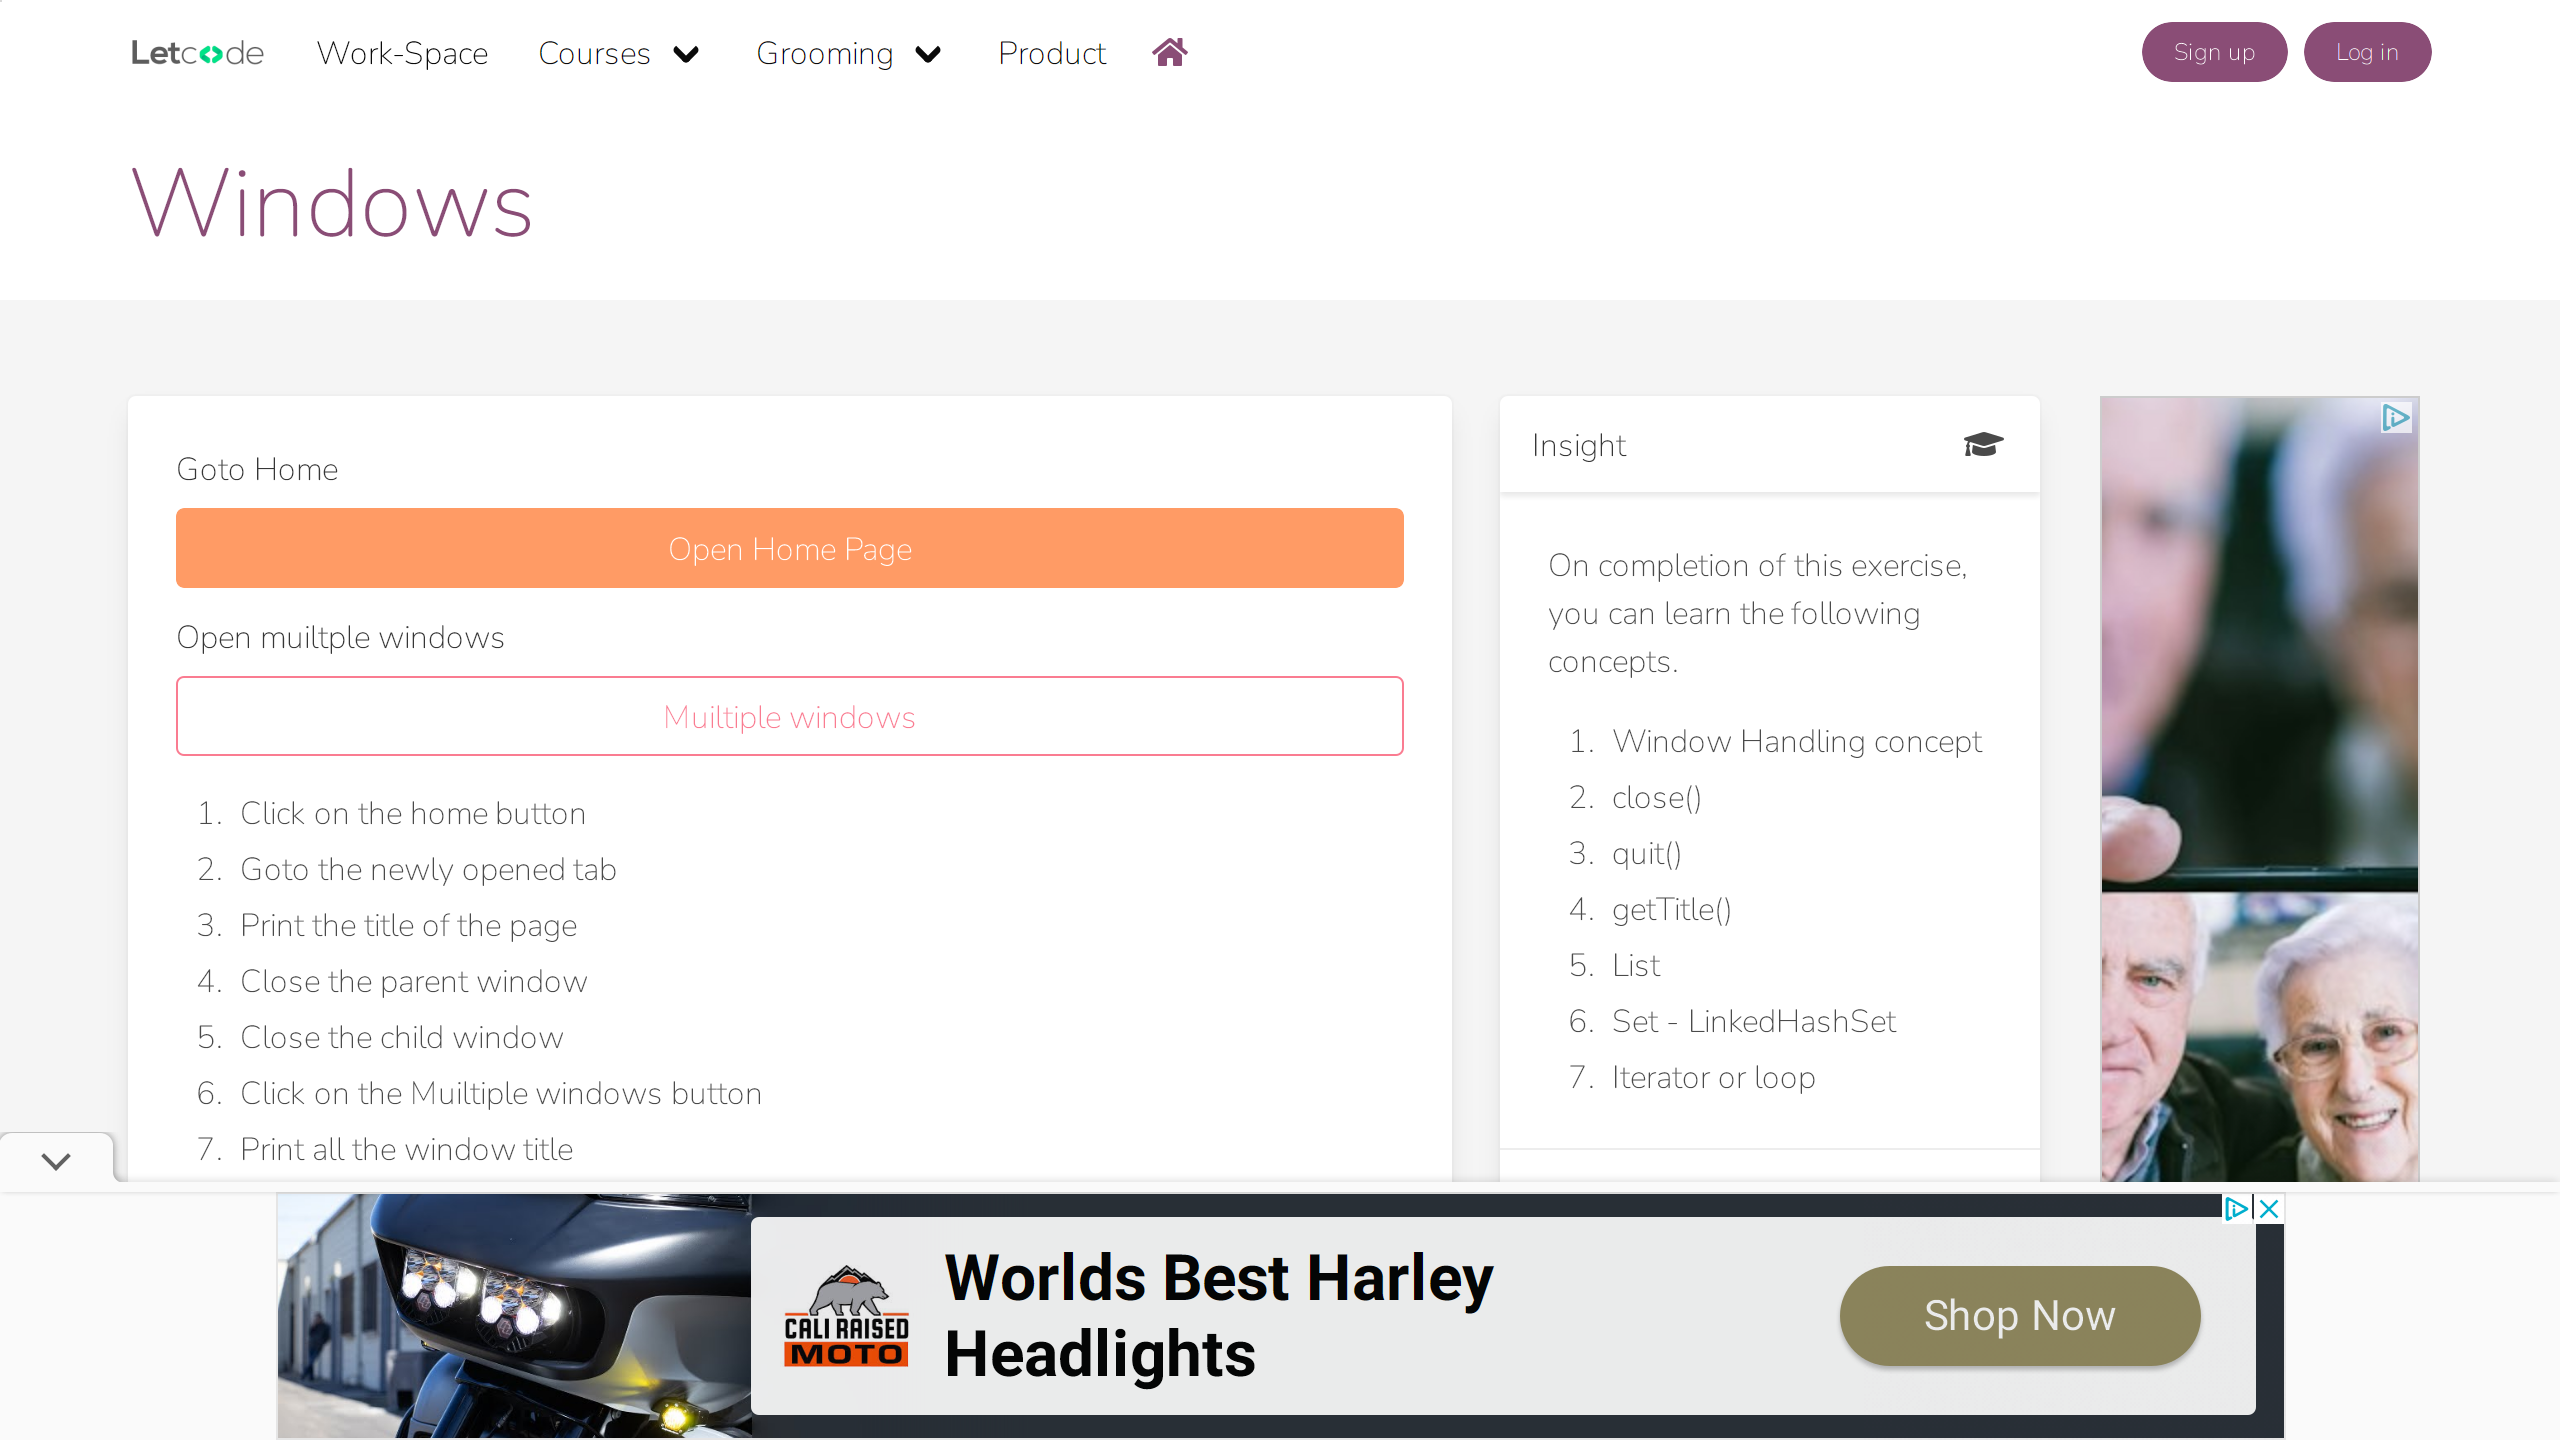 Letcode
Work-Space
Courses
Grooming
Product
Sign up
Log in
Windows
Goto Home
Open Home Page
Open muiltple windows
Muiltiple windows
1. Click on the home button
2. Goto the newly opened tab
3. Print the title of the page
4. Close the parent window
5. Close the child window
6. Click on the Muiltiple windows button
7. Print all the window title
Insight
On completion of this exercise,
you can learn the following
concepts.
1. Window Handling concept
2. close()
3. quit()
4. getTitle()
5. List
6. Set - LinkedHashSet
7. Iterator or loop
CALI RAISED
MOTO
Worlds Best Harley
Headlights
Shop Now